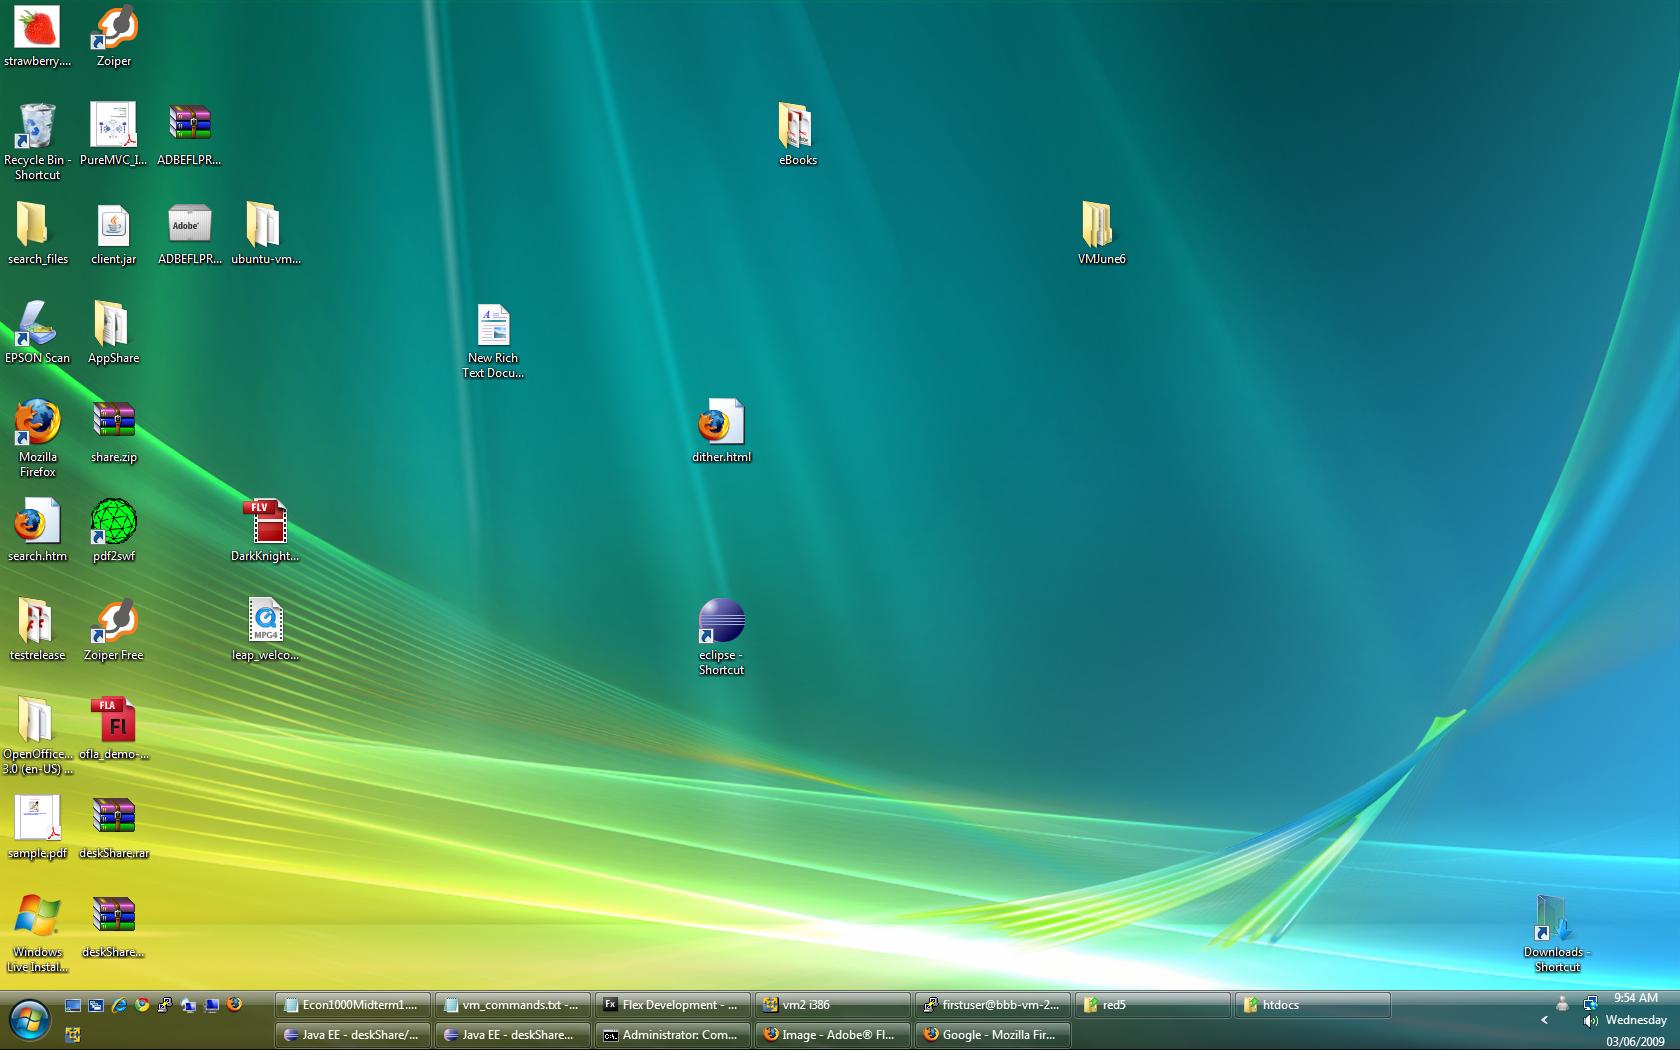 strawberry....
Zoiper
Recycle Bin -
Shortcut
PureMVC_I...
ADBEFLPR...
eBooks
search_files
client.jar
Adobe
ADBEFLPR...
ubuntu-vm...
VMJune6
EPSON Scan
AppShare
New Rich
Text Docu...
Mozilla
Firefox
share.zip
dither.html
search.htm
pdf2swf
FLV
DarkKnight...
testrelease
Zoiper Free
MPG4
leap_welco...
eclipse -
Shortcut
OpenOffice...
3.0 (en-US) ...
FLA
Fl
ofla_demo-...
sample.pdf
deskShare.rar
Windows
Live Instal...
deskShare...
Downloads -
Shortcut
Econ1000Midterm1....
vm_commands.txt -...
Fx
Flex Development - ...
vm2 i386
firstuser@bbb-vm-2...
red5
htdocs
9:54 AM
Wednesday
03/06/2009
Java EE - deskShare/...
Java EE - deskShare...
Administrator: Com...
Image - Adobe® Fl...
Google - Mozilla Fir...